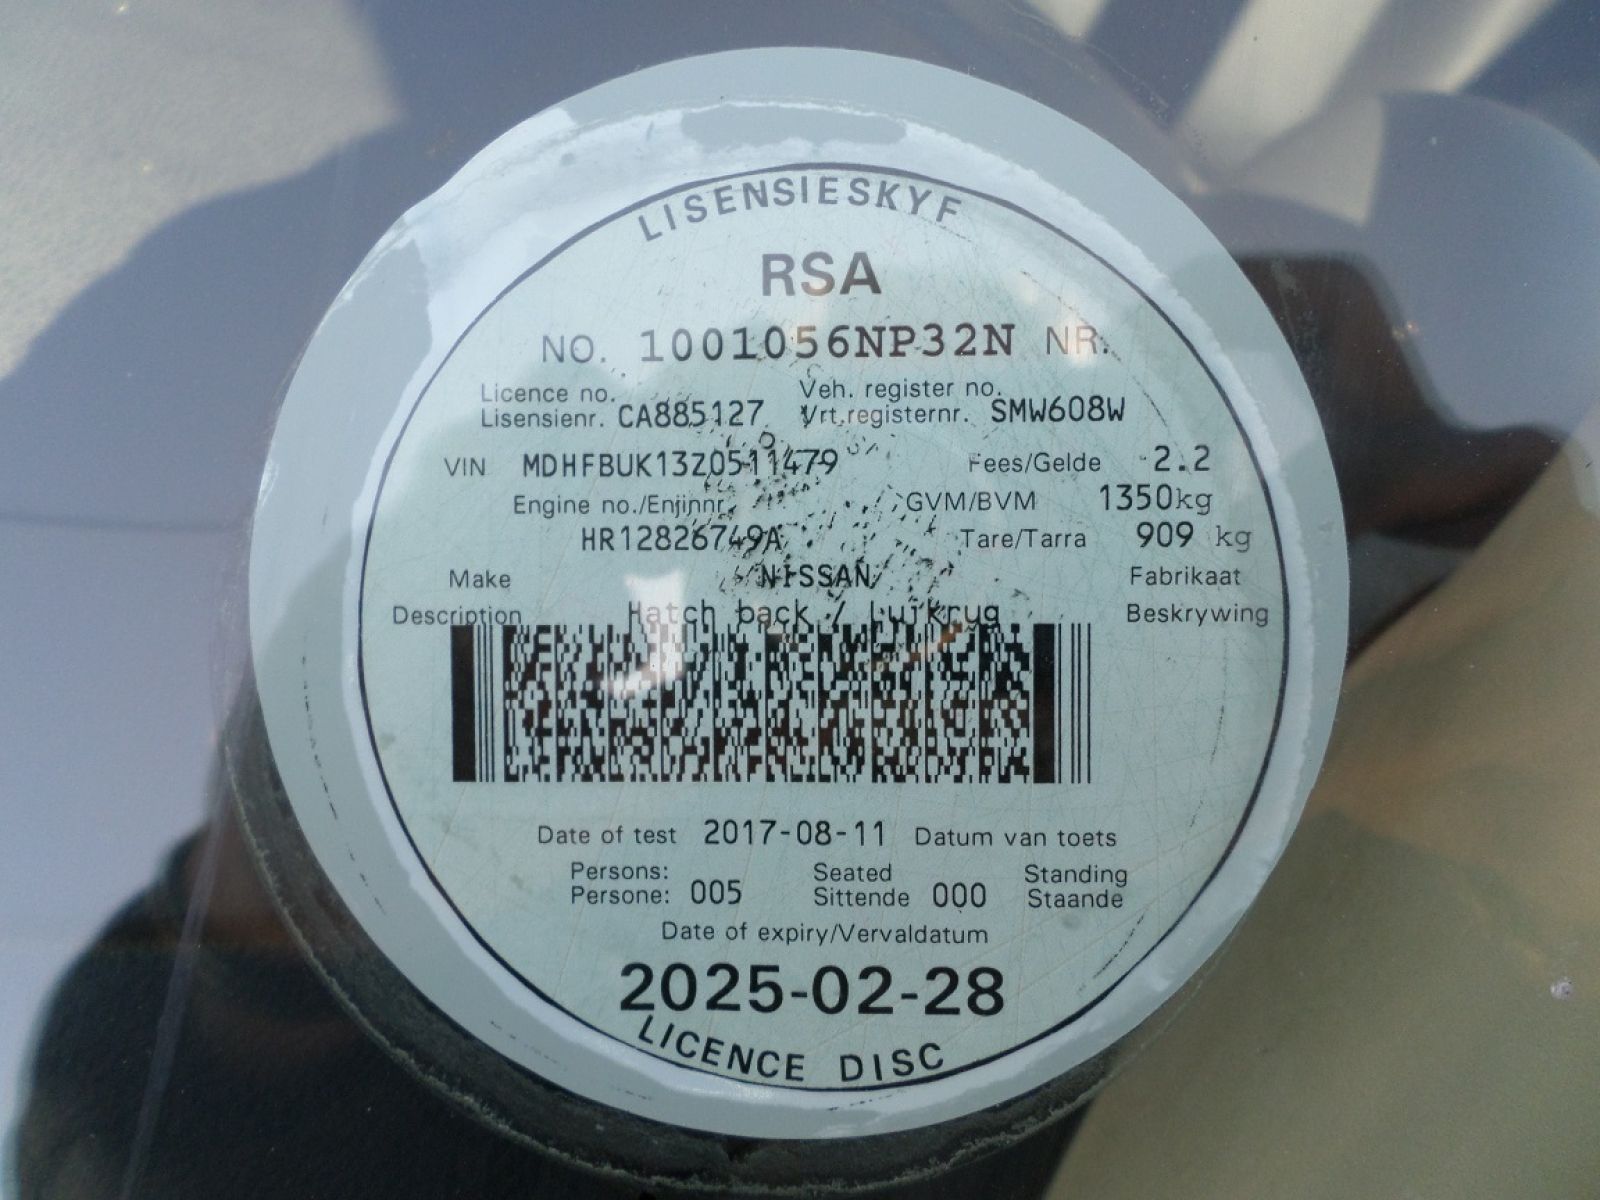 LISENSIESKYF
RSA
NO. 1001056NP32N NR.
Licence no. Veh. register no.
Lisensienr. CA885127 Vrt.registernr. SMW608W
VIN MDHFBUK13Z0511479 Fees/Gelde 2.2
Engine no./Enjinnr. GVM/BVM 1350kg
HR12826749A Tare/Tarra 909 kg
Make NISSAN Fabrikaat
Description Hatch back / Luikrug Beskrywing
Date of test 2017-08-11 Datum van toets
Persons: Seated Standing
Persone: 005 Sittende 000 Staande
Date of expiry/Vervaldatum
2025-02-28
LICENCE DISC